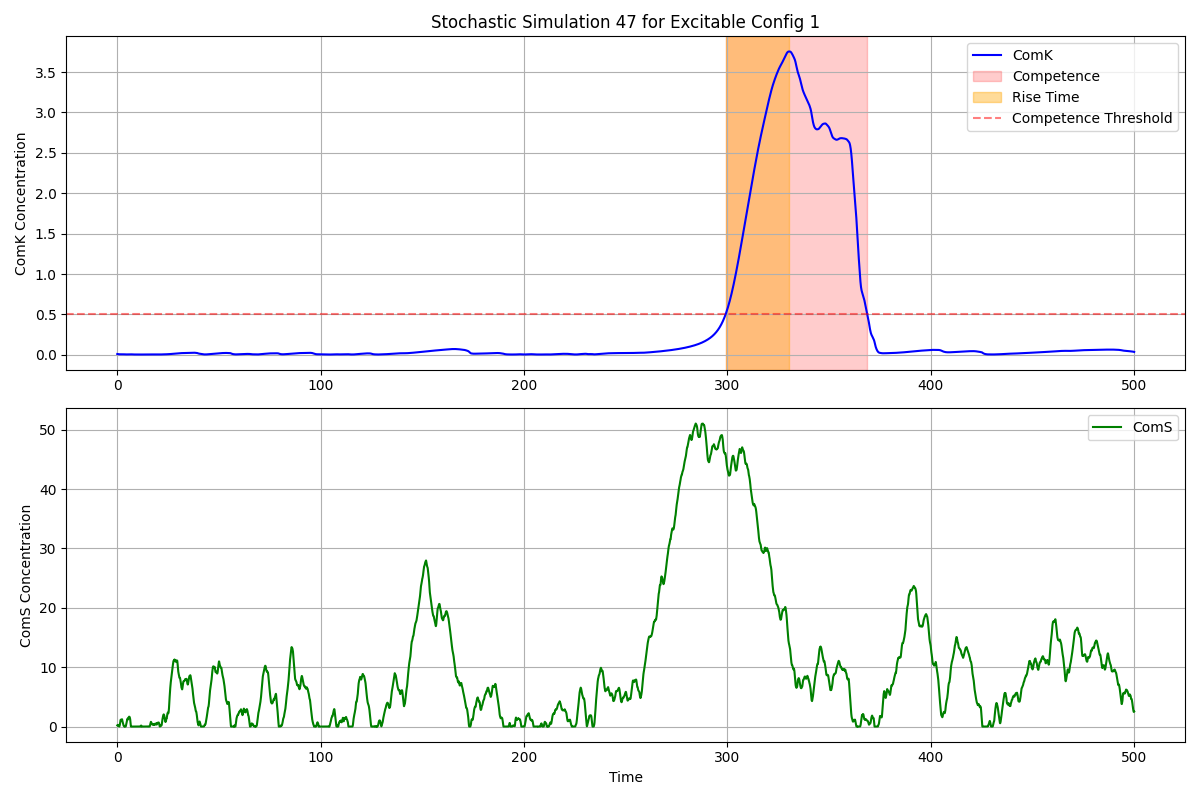 Stochastic Simulation 47 for Excitable Config 1
ComK Concentration
3.5
3.0
2.5
2.0
1.5
1.0
0.5
0.0
ComK
Competence
Rise Time
Competence Threshold
0 100 200 300 400 500
ComS Concentration
50
40
30
20
10
0
ComS
0 100 200 300 400 500
Time